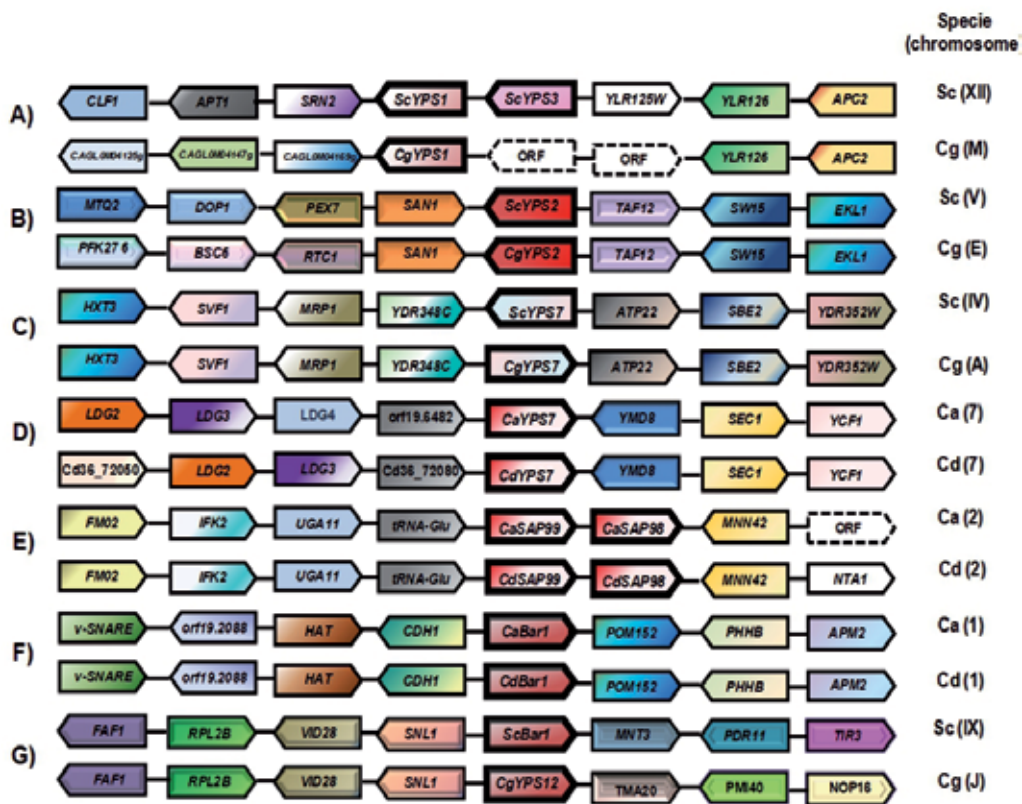 Specie
(chromosome)
A)
CLF1 APT1 SRN2 ScYPS1 ScYPS3 YLR125W YLR126 APC2 Sc (XII)
CAGL0M04135g CAGL0M04147g CAGL0M04169g CgYPS1 ORF ORF YLR126 APC2 Cg (M)
B)
MTQ2 DOP1 PEX7 SAN1 ScYPS2 TAF12 SW15 EKL1 Sc (V)
PFK27 6 BSC6 RTC1 SAN1 CgYPS2 TAF12 SW15 EKL1 Cg (E)
C)
HXT3 SVF1 MRP1 YDR348C ScYPS7 ATP22 SBE2 YDR352W Sc (IV)
HXT3 SVF1 MRP1 YDR348C CgYPS7 ATP22 SBE2 YDR352W Cg (A)
D)
LDG2 LDG3 LDG4 orf19.6482 CaYPS7 YMD8 SEC1 YCF1 Ca (7)
Cd36_72050 LDG2 LDG3 Cd36_72080 CdYPS7 YMD8 SEC1 YCF1 Cd (7)
E)
FM02 IFK2 UGA11 tRNA-Glu CaSAP99 CaSAP98 MNN42 ORF Ca (2)
FM02 IFK2 UGA11 tRNA-Glu CdSAP99 CdSAP98 MNN42 NTA1 Cd (2)
F)
v-SNARE orf19.2088 HAT CDH1 CaBar1 POM152 PHHB APM2 Ca (1)
v-SNARE orf19.2088 HAT CDH1 CdBar1 POM152 PHHB APM2 Cd (1)
G)
FAF1 RPL2B VID28 SNL1 ScBar1 MNT3 PDR11 TIR3 Sc (IX)
FAF1 RPL2B VID28 SNL1 CgYPS12 TMA20 PMI40 NOP16 Cg (J)